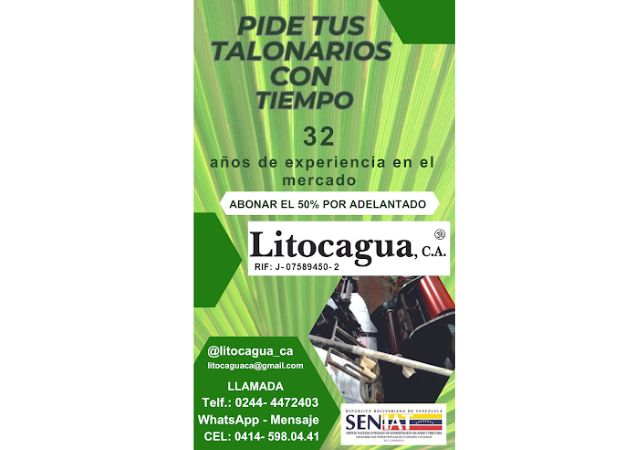 PIDE TUS
TALONARIOS
CON
TIEMPO
32
años de experiencia en el
mercado
ABONAR EL 50% POR ADELANTADO
Litocagua, C.A.
RIF: J-07589450-2
@litocagua_ca
litocaguaca@gmail.com
LLAMADA
Telf.: 0244- 4472403
WhatsApp - Mensaje
CEL: 0414- 598.04.41
REPUBLICA BOLIVARIANA DE VENEZUELA
SENIAT